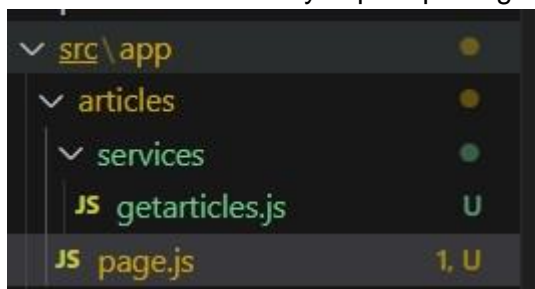 src\app
articles
services
JS getarticles.js U
JS page.js 1, U